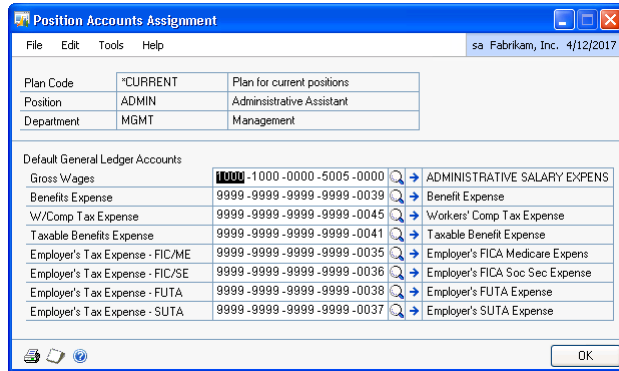 Position Accounts Assignment
File Edit Tools Help sa Fabrikam, Inc. 4/12/2017
Plan Code *CURRENT Plan for current positions
Position ADMIN Adminsistrative Assistant
Department MGMT Management
Default General Ledger Accounts
Gross Wages 1000 -1000 -0000 -5005 -0000 ADMINISTRATIVE SALARY EXPENS
Benefits Expense 9999 -9999 -9999 -9999 -0039 Benefit Expense
W/Comp Tax Expense 9999 -9999 -9999 -9999 -0045 Workers' Comp Tax Expense
Taxable Benefits Expense 9999 -9999 -9999 -9999 -0041 Taxable Benefit Expense
Employer's Tax Expense - FIC/ME 9999 -9999 -9999 -9999 -0035 Employer's FICA Medicare Expens
Employer's Tax Expense - FIC/SE 9999 -9999 -9999 -9999 -0036 Employer's FICA Soc Sec Expense
Employer's Tax Expense - FUTA 9999 -9999 -9999 -9999 -0038 Employer's FUTA Expense
Employer's Tax Expense - SUTA 9999 -9999 -9999 -9999 -0037 Employer's SUTA Expense
OK